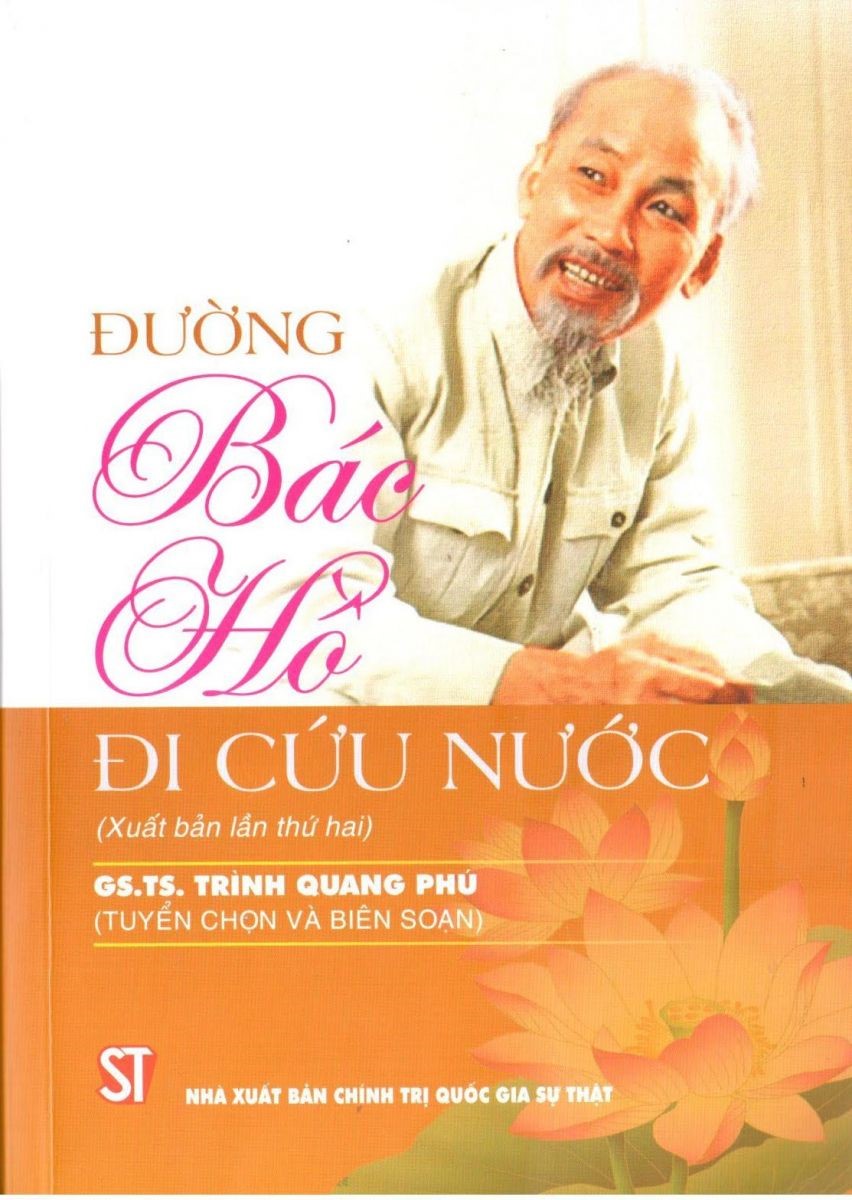 ĐƯỜNG
Bác
Hồ
ĐI CỨU NƯỚC
(Xuất bản lần thứ hai)
GS.TS. TRÌNH QUANG PHÚ
(TUYỂN CHỌN VÀ BIÊN SOẠN)
ST
NHÀ XUẤT BẢN CHÍNH TRỊ QUỐC GIA SỰ THẬT